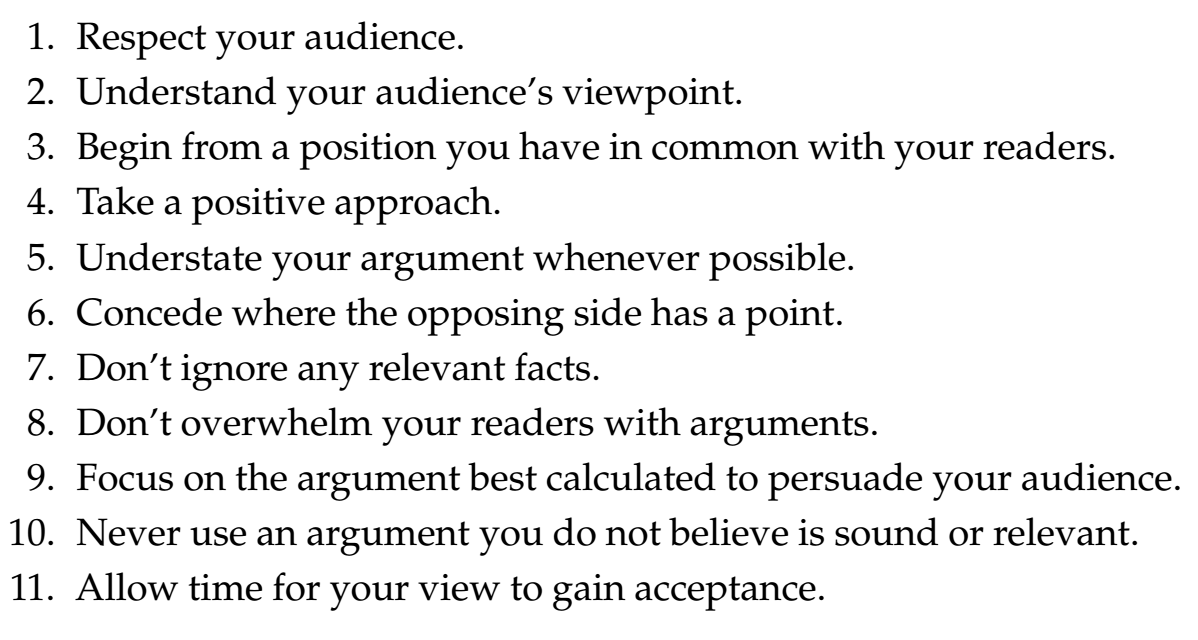 1. Respect your audience.
2. Understand your audience’s viewpoint.
3. Begin from a position you have in common with your readers.
4. Take a positive approach.
5. Understate your argument whenever possible.
6. Concede where the opposing side has a point.
7. Don’t ignore any relevant facts.
8. Don’t overwhelm your readers with arguments.
9. Focus on the argument best calculated to persuade your audience.
10. Never use an argument you do not believe is sound or relevant.
11. Allow time for your view to gain acceptance.